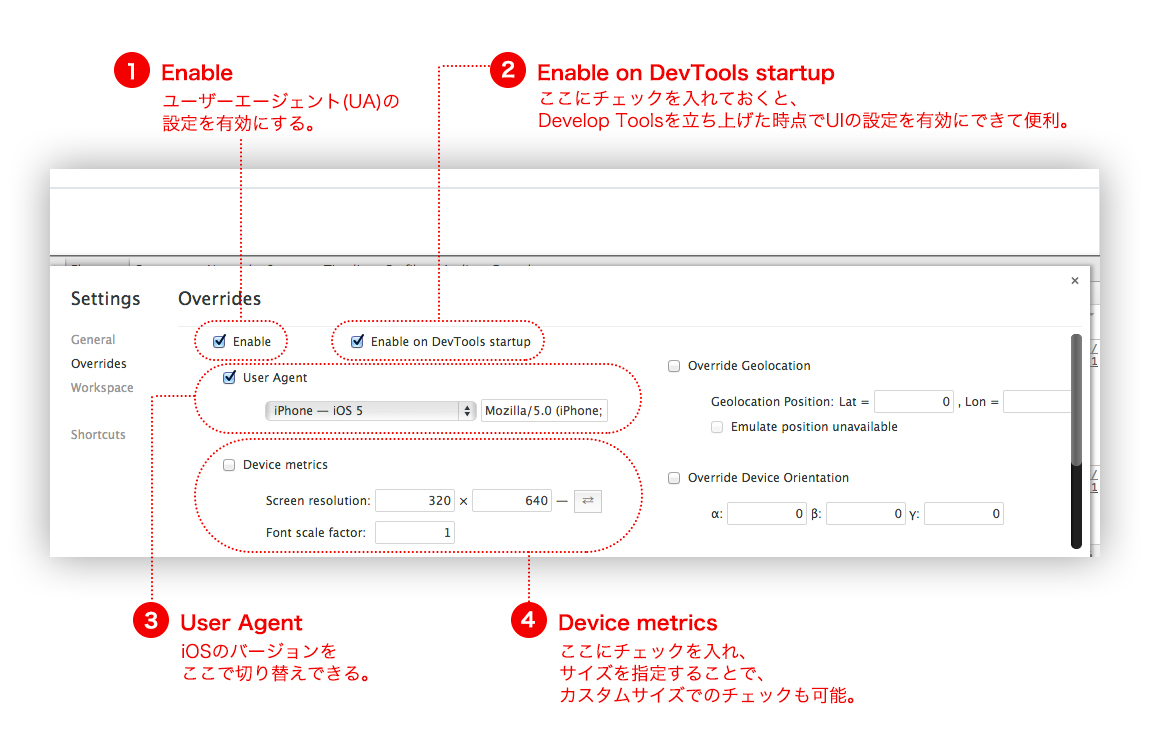 1 Enable
ユーザーエージェント(UA)の
設定を有効にする。
2 Enable on DevTools startup
ここにチェックを入れておくと、
Develop Toolsを立ち上げた時点でUIの設定を有効にできて便利。
Settings
General
Overrides
Workspace
Shortcuts
Overrides
×
Enable
Enable on DevTools startup
User Agent
iPhone — iOS 5
Mozilla/5.0 (iPhone;
Device metrics
Screen resolution: 320 × 640 — ⇄
Font scale factor: 1
Override Geolocation
Geolocation Position: Lat = 0 , Lon =
Emulate position unavailable
Override Device Orientation
α: 0 β: 0 γ: 0
/
1
/
1
3 User Agent
iOSのバージョンを
ここで切り替えできる。
4 Device metrics
ここにチェックを入れ、
サイズを指定することで、
カスタムサイズでのチェックも可能。